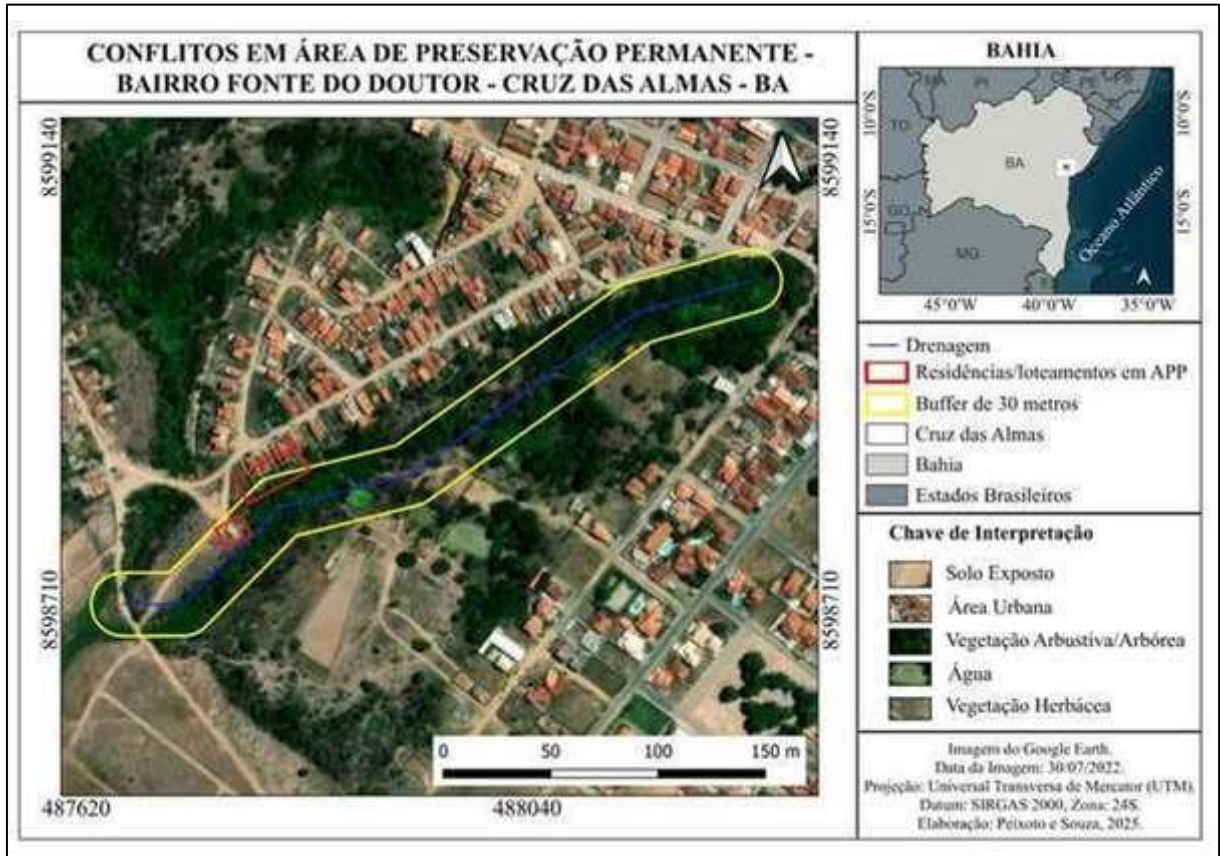 CONFLITOS EM ÁREA DE PRESERVAÇÃO PERMANENTE -
BAIRRO FONTE DO DOUTOR - CRUZ DAS ALMAS - BA
8599140
8598710
8599140
8598710
487620
488040
0 50 100 150 m
BAHIA
MA
PI
CE
PB
PE
TO
BA
GO
MG
Oceano Atlântico
10°0'S
15°0'S
10°0'S
15°0'S
45°0'W 40°0'W 35°0'W
Drenagem
Residências/loteamentos em APP
Buffer de 30 metros
Cruz das Almas
Bahia
Estados Brasileiros
Chave de Interpretação
Solo Exposto
Área Urbana
Vegetação Arbustiva/Arbórea
Água
Vegetação Herbácea
Imagem do Google Earth.
Data da Imagem: 30/07/2022.
Projeção: Universal Transversa de Mercator (UTM).
Datum: SIRGAS 2000, Zona: 24S.
Elaboração: Peixoto e Souza, 2025.